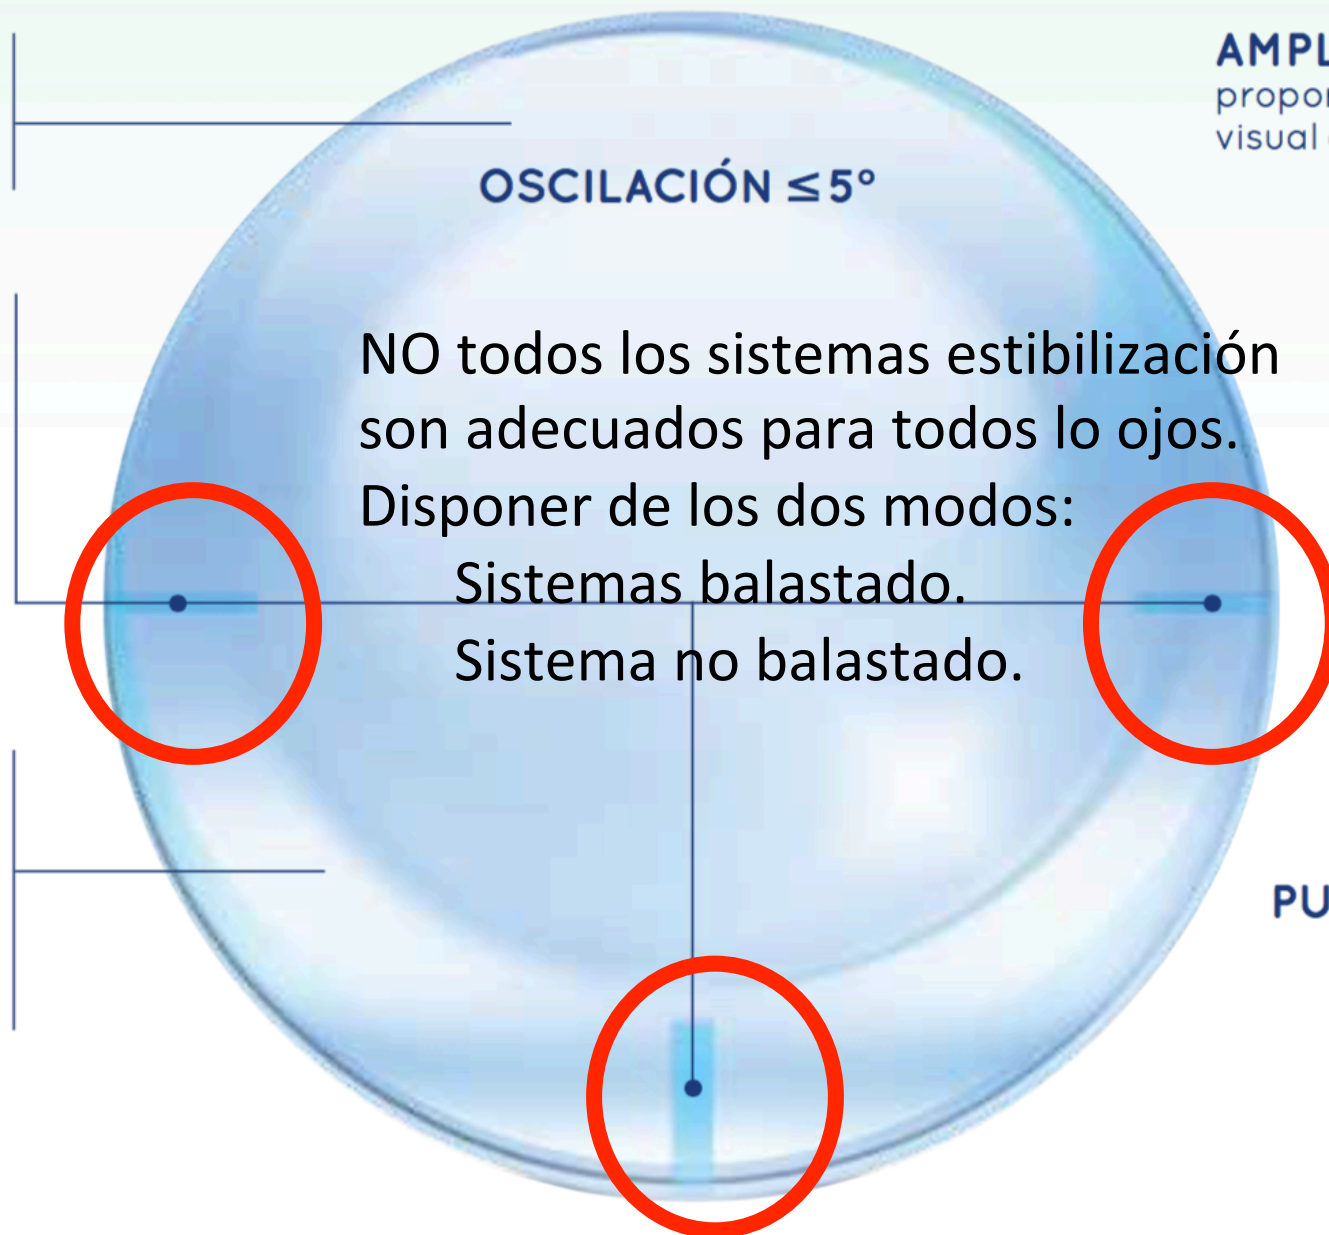 AMPL
propor
visual
OSCILACIÓN ≤5°
NO todos los sistemas estibilización
son adecuados para todos lo ojos.
Disponer de los dos modos:
Sistemas balastado.
Sistema no balastado.
PU